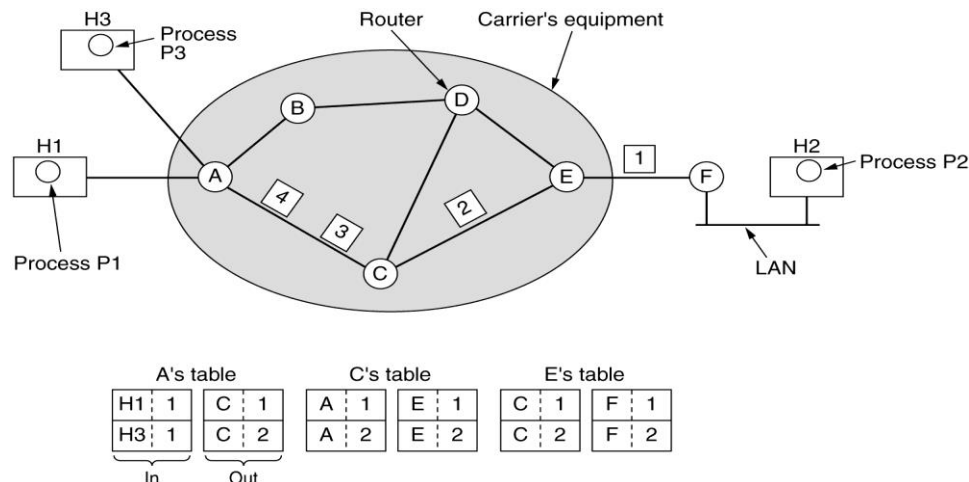 H3
Process
P3
Router
Carrier's equipment
B
D
H1
A
E
1
F
H2
Process P2
4
3
2
C
Process P1
LAN
A's table
C's table
E's table
H1 1 C 1 A 1 E 1 C 1 F 1
H3 1 C 2 A 2 E 2 C 2 F 2
In
Out